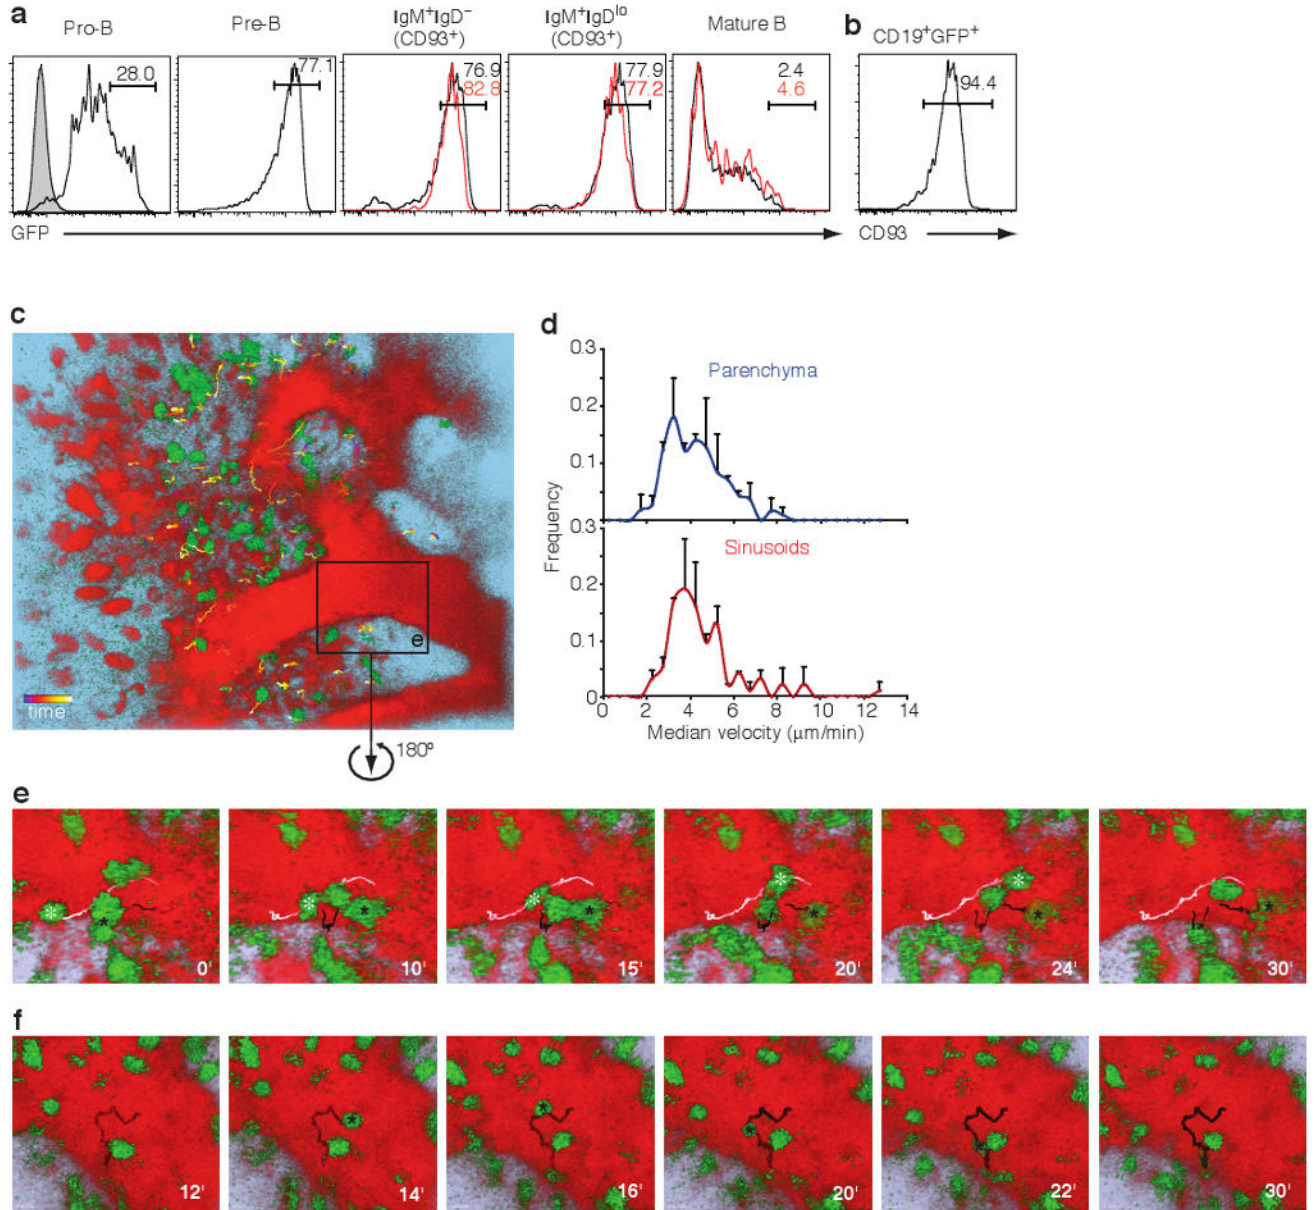 a
Pro-B
28.0
Pre-B
77.1
IgM+IgD−
(CD93+)
76.9
82.8
IgM+IgDlo
(CD93+)
77.9
77.2
Mature B
2.4
4.6
GFP
b
CD19+GFP+
94.4
CD93
c
e
time
180º
d
Frequency
0.3
Parenchyma
0.2
0.1
0.3
Sinusoids
0.2
0.1
0
0 2 4 6 8 10 12 14
Median velocity (μm/min)
e
* * 0'
* * 10'
* * 15'
* * 20'
* * 24'
* 30'
f
12'
* 14'
* 16'
* 20'
22'
30'